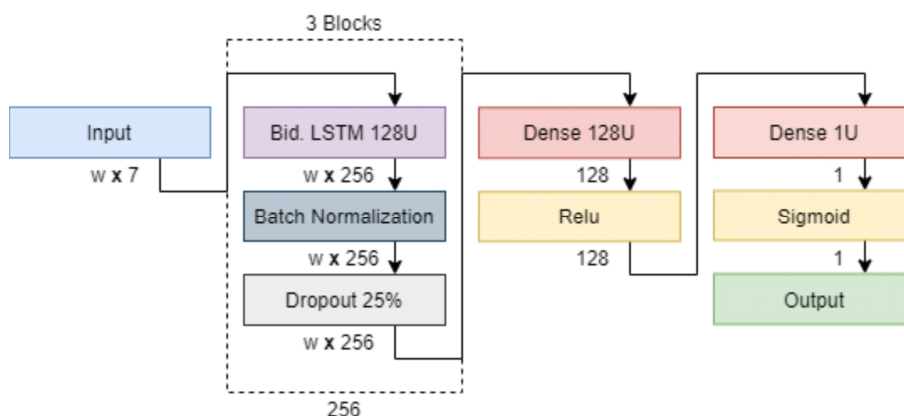 3 Blocks
Input
w x 7
Bid. LSTM 128U
w x 256
Batch Normalization
w x 256
Dropout 25%
w x 256
256
Dense 128U
128
Relu
128
Dense 1U
1
Sigmoid
1
Output